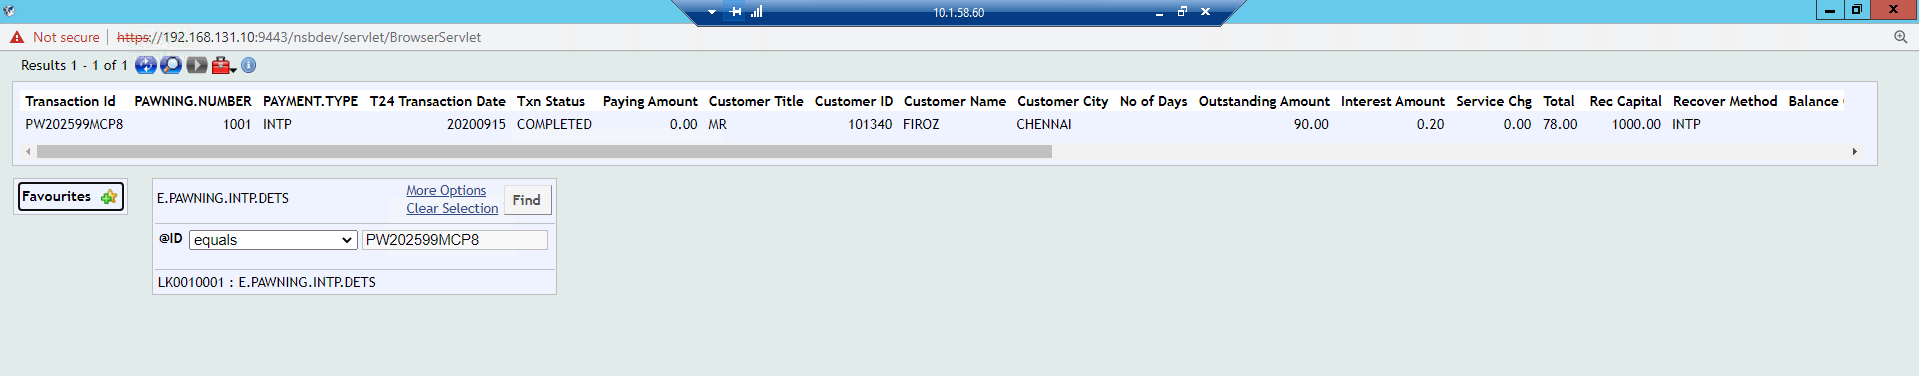 10.1.58.60
Not secure | https://192.168.131.10:9443/nsbdev/servlet/BrowserServlet
Results 1 - 1 of 1
Transaction Id PAWNING.NUMBER PAYMENT.TYPE T24 Transaction Date Txn Status Paying Amount Customer Title Customer ID Customer Name Customer City No of Days Outstanding Amount Interest Amount Service Chg Total Rec Capital Recover Method Balance
PW202599MCP8 1001 INTP 20200915 COMPLETED 0.00 MR 101340 FIROZ CHENNAI 90.00 0.20 0.00 78.00 1000.00 INTP
Favourites
E.PAWNING.INTP.DETS
More Options
Clear Selection
Find
@ID equals PW202599MCP8
LK0010001 : E.PAWNING.INTP.DETS